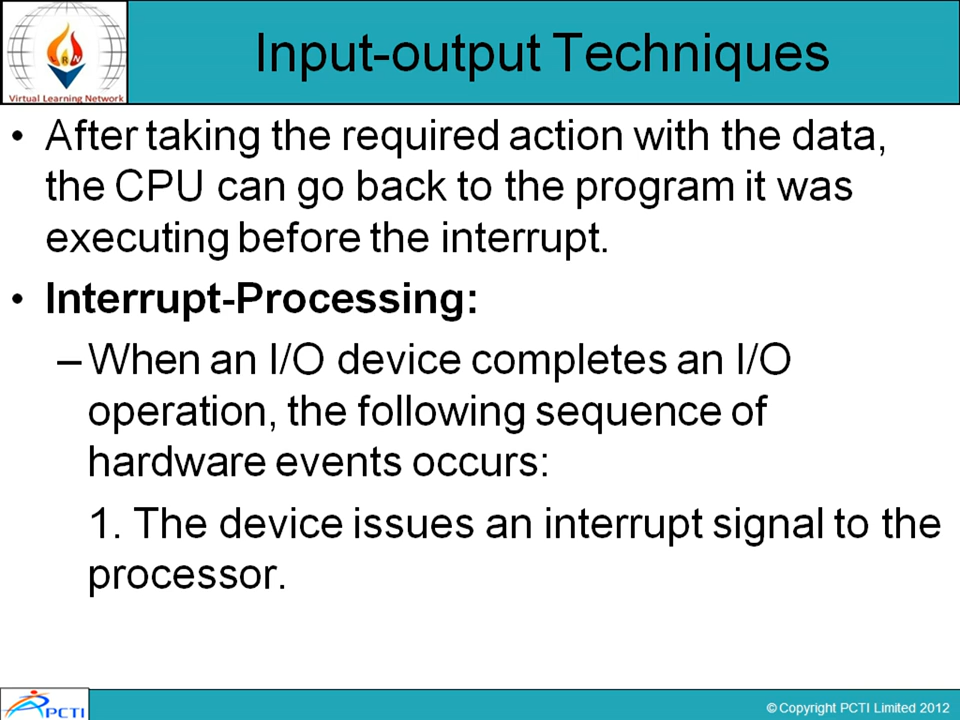 Input-output Techniques
Virtual Learning Network
• After taking the required action with the data,
the CPU can go back to the program it was
executing before the interrupt.
• Interrupt-Processing:
– When an I/O device completes an I/O
operation, the following sequence of
hardware events occurs:
1. The device issues an interrupt signal to the
processor.
PCTI
© Copyright PCTI Limited 2012